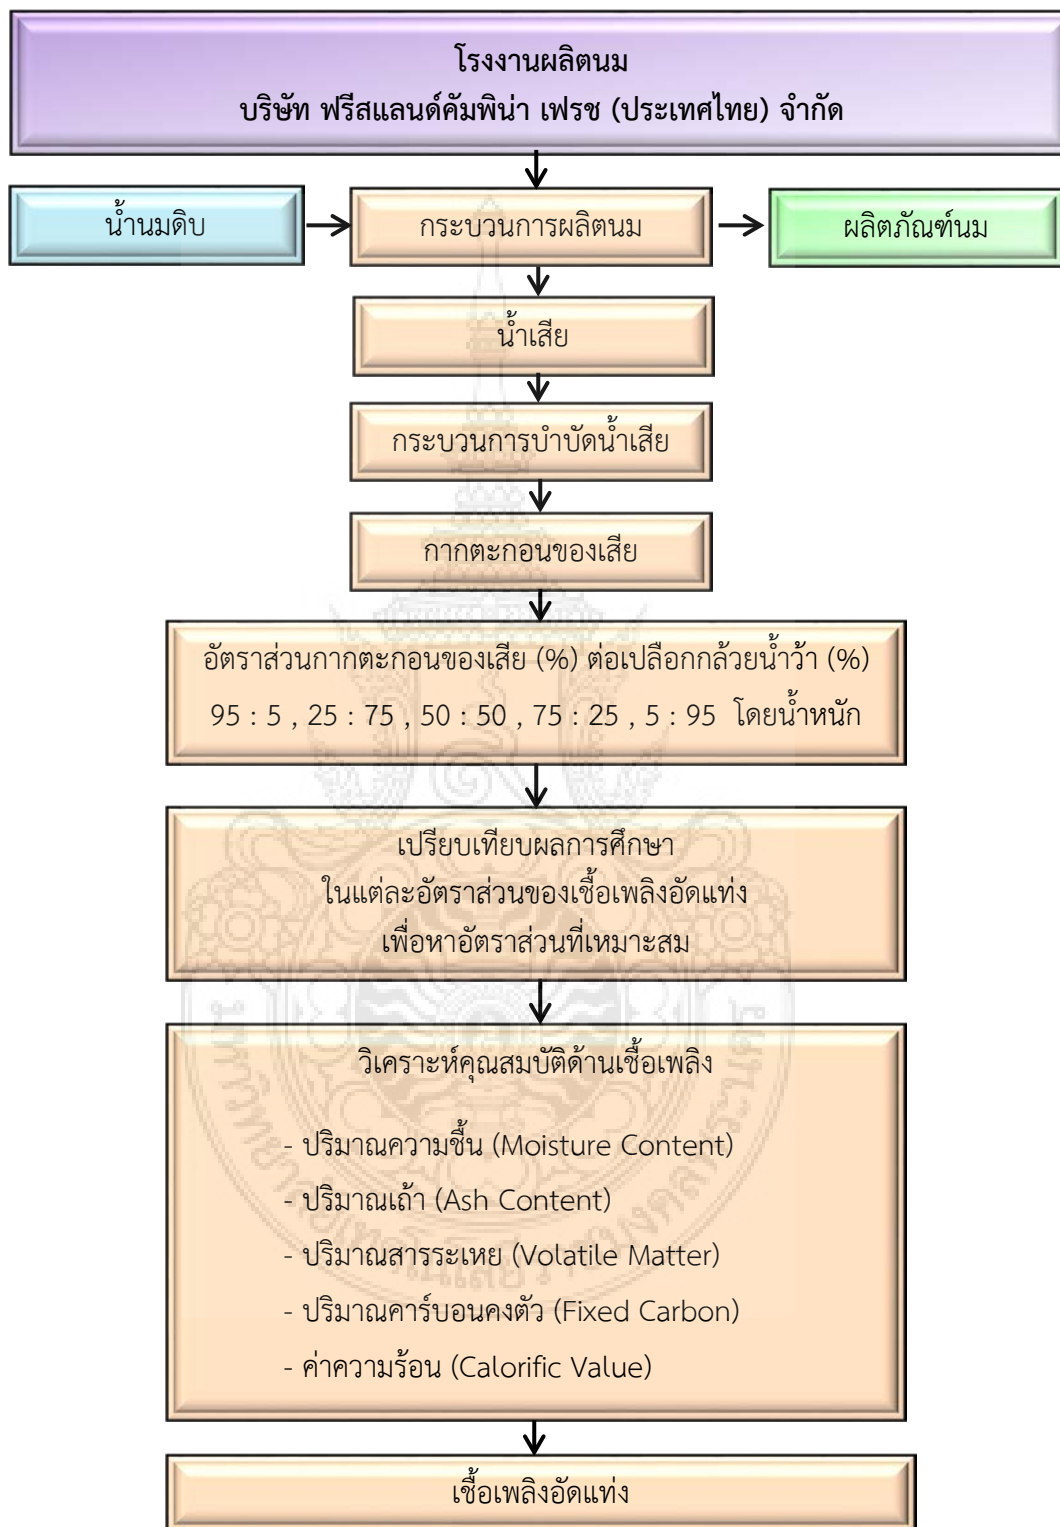 โรงงานผลิตนม
บริษัท ฟรีสแลนด์คัมพิน่า เฟรช (ประเทศไทย) จำกัด
น้ำนมดิบ
กระบวนการผลิตนม
ผลิตภัณฑ์นม
น้ำเสีย
กระบวนการบำบัดน้ำเสีย
กากตะกอนของเสีย
อัตราส่วนกากตะกอนของเสีย (%) ต่อเปลือกกล้วยน้ำว้า (%)
95 : 5 , 25 : 75 , 50 : 50 , 75 : 25 , 5 : 95 โดยน้ำหนัก
เปรียบเทียบผลการศึกษา
ในแต่ละอัตราส่วนของเชื้อเพลิงอัดแท่ง
เพื่อหาอัตราส่วนที่เหมาะสม
วิเคราะห์คุณสมบัติด้านเชื้อเพลิง
- ปริมาณความชื้น (Moisture Content)
- ปริมาณเถ้า (Ash Content)
- ปริมาณสารระเหย (Volatile Matter)
- ปริมาณคาร์บอนคงตัว (Fixed Carbon)
- ค่าความร้อน (Calorific Value)
เชื้อเพลิงอัดแท่ง